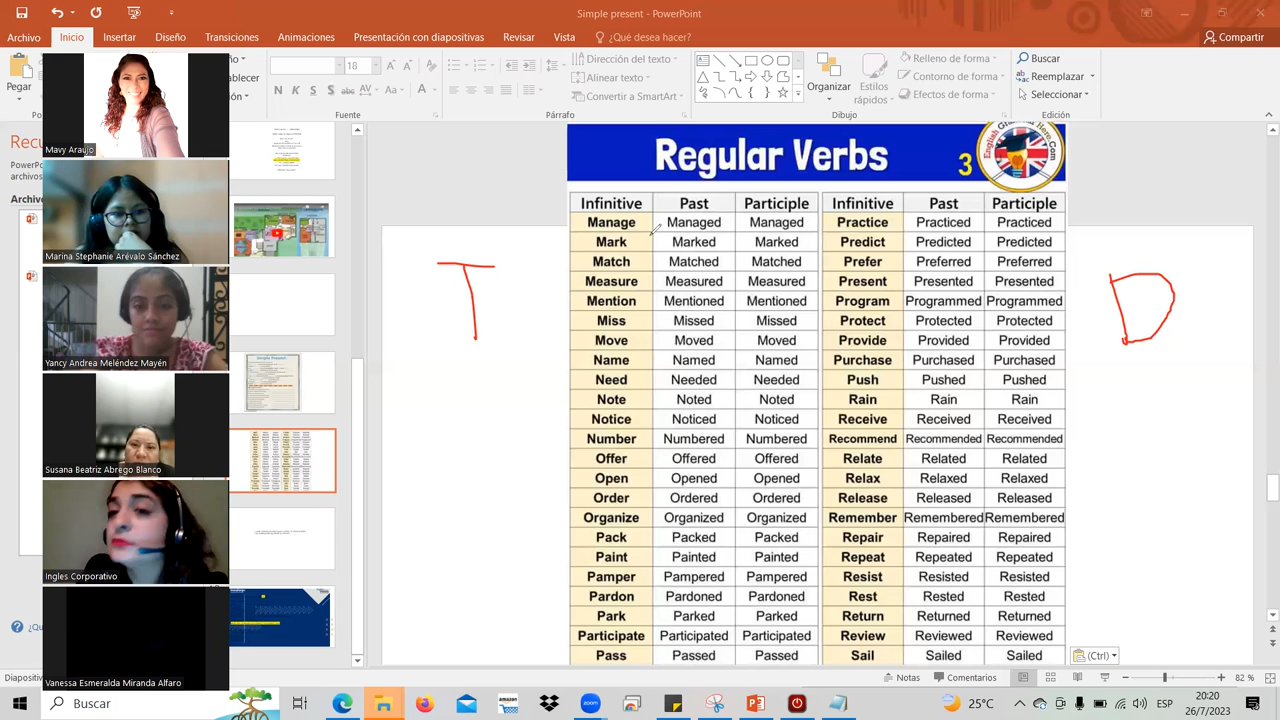 Simple present - PowerPoint
Archivo Inicio Insertar Diseño Transiciones Animaciones Presentación con diapositivas Revisar Vista ¿Qué desea hacer? Compartir
Pegar
18
N K S abc
Dirección del texto
Alinear texto
Convertir a SmartArt
Organizar
Estilos rápidos
Relleno de forma
Contorno de forma
Efectos de forma
Buscar
Reemplazar
Seleccionar
Fuente Párrafo Dibujo Edición
Mavy Araujo
Marina Stephanie Arévalo Sánchez
Yancy Andrea Meléndez Mayén
Susana Beatriz Abrego Blanco
Ingles Corporativo
Vanessa Esmeralda Miranda Alfaro
T
D
Regular Verbs 3
Infinitive Past Participle Infinitive Past Participle
Manage Managed Managed Practice Practiced Practiced
Mark Marked Marked Predict Predicted Predicted
Match Matched Matched Prefer Preferred Preferred
Measure Measured Measured Present Presented Presented
Mention Mentioned Mentioned Program Programmed Programmed
Miss Missed Missed Protect Protected Protected
Move Moved Moved Provide Provided Provided
Name Named Named Purchase Purchased Purchased
Need Needed Needed Push Pushed Pushed
Note Noted Noted Rain Rain Rain
Notice Noticed Noticed Receive Received Received
Number Numbered Numbered Recommend Recommended Recommended
Offer Offered Offered Relate Related Related
Open Opened Opened Relax Relaxed Relaxed
Order Ordered Ordered Release Released Released
Organize Organized Organized Remember Remembered Remembered
Pack Packed Packed Repair Repaired Repaired
Paint Painted Painted Repeat Repeated Repeated
Pamper Pampered Pampered Resist Resisted Resisted
Pardon Pardoned Pardoned Rest Rested Rested
Park Parked Parked Return Returned Returned
Participate Participated Participated Review Reviewed Reviewed
Pass Passed Passed Sail Sailed Sailed
(Ctrl)
Notas Comentarios 82 %
Buscar
25°C ESP 20:20
26/7/2023